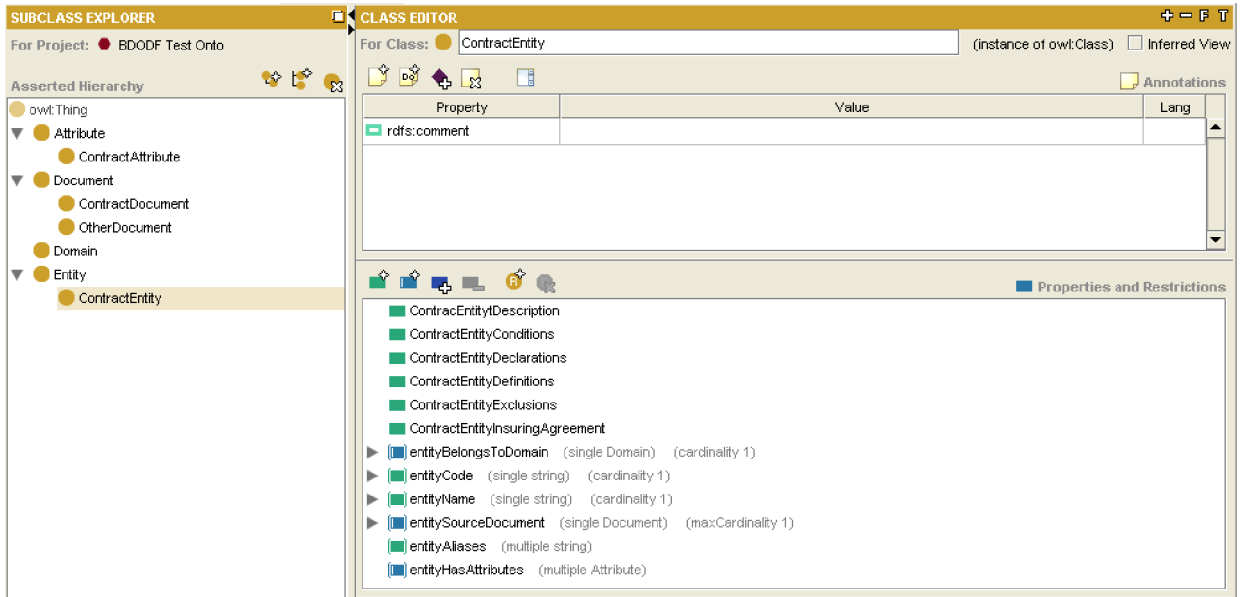 SUBCLASS EXPLORER
For Project: BDODF Test Onto
Asserted Hierarchy
owl:Thing
Attribute
ContractAttribute
Document
ContractDocument
OtherDocument
Domain
Entity
ContractEntity
CLASS EDITOR
F T
For Class: ContractEntity (instance of owl:Class) Inferred View
Annotations
Property Value Lang
rdfs:comment
Properties and Restrictions
ContracEntitytDescription
ContractEntityConditions
ContractEntityDeclarations
ContractEntityDefinitions
ContractEntityExclusions
ContractEntityInsuringAgreement
entityBelongsToDomain (single Domain) (cardinality 1)
entityCode (single string) (cardinality 1)
entityName (single string) (cardinality 1)
entitySourceDocument (single Document) (maxCardinality 1)
entityAliases (multiple string)
entityHasAttributes (multiple Attribute)